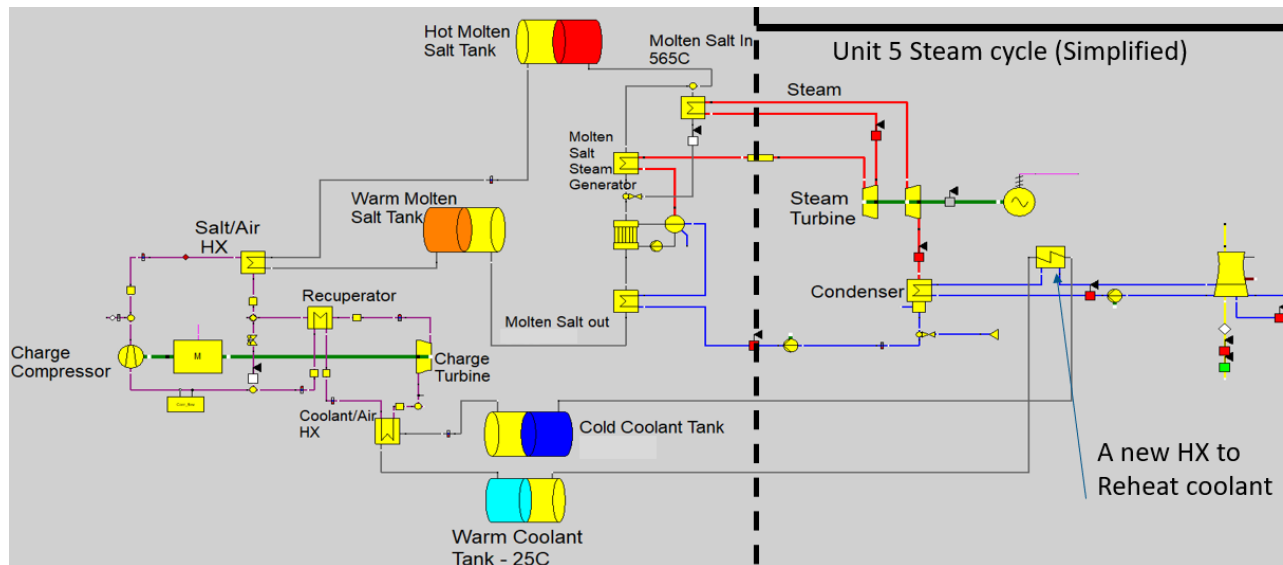 Hot Molten
Salt Tank
Molten Salt In
565C
Unit 5 Steam cycle (Simplified)
Steam
Molten
Salt
Steam
Generator
Warm Molten
Salt Tank
Steam
Turbine
Salt/Air
HX
Recuperator
Condenser
Molten Salt out
Charge
Compressor
M
Charge
Turbine
Coolant/Air
HX
Cold Coolant Tank
A new HX to
Reheat coolant
Warm Coolant
Tank - 25C